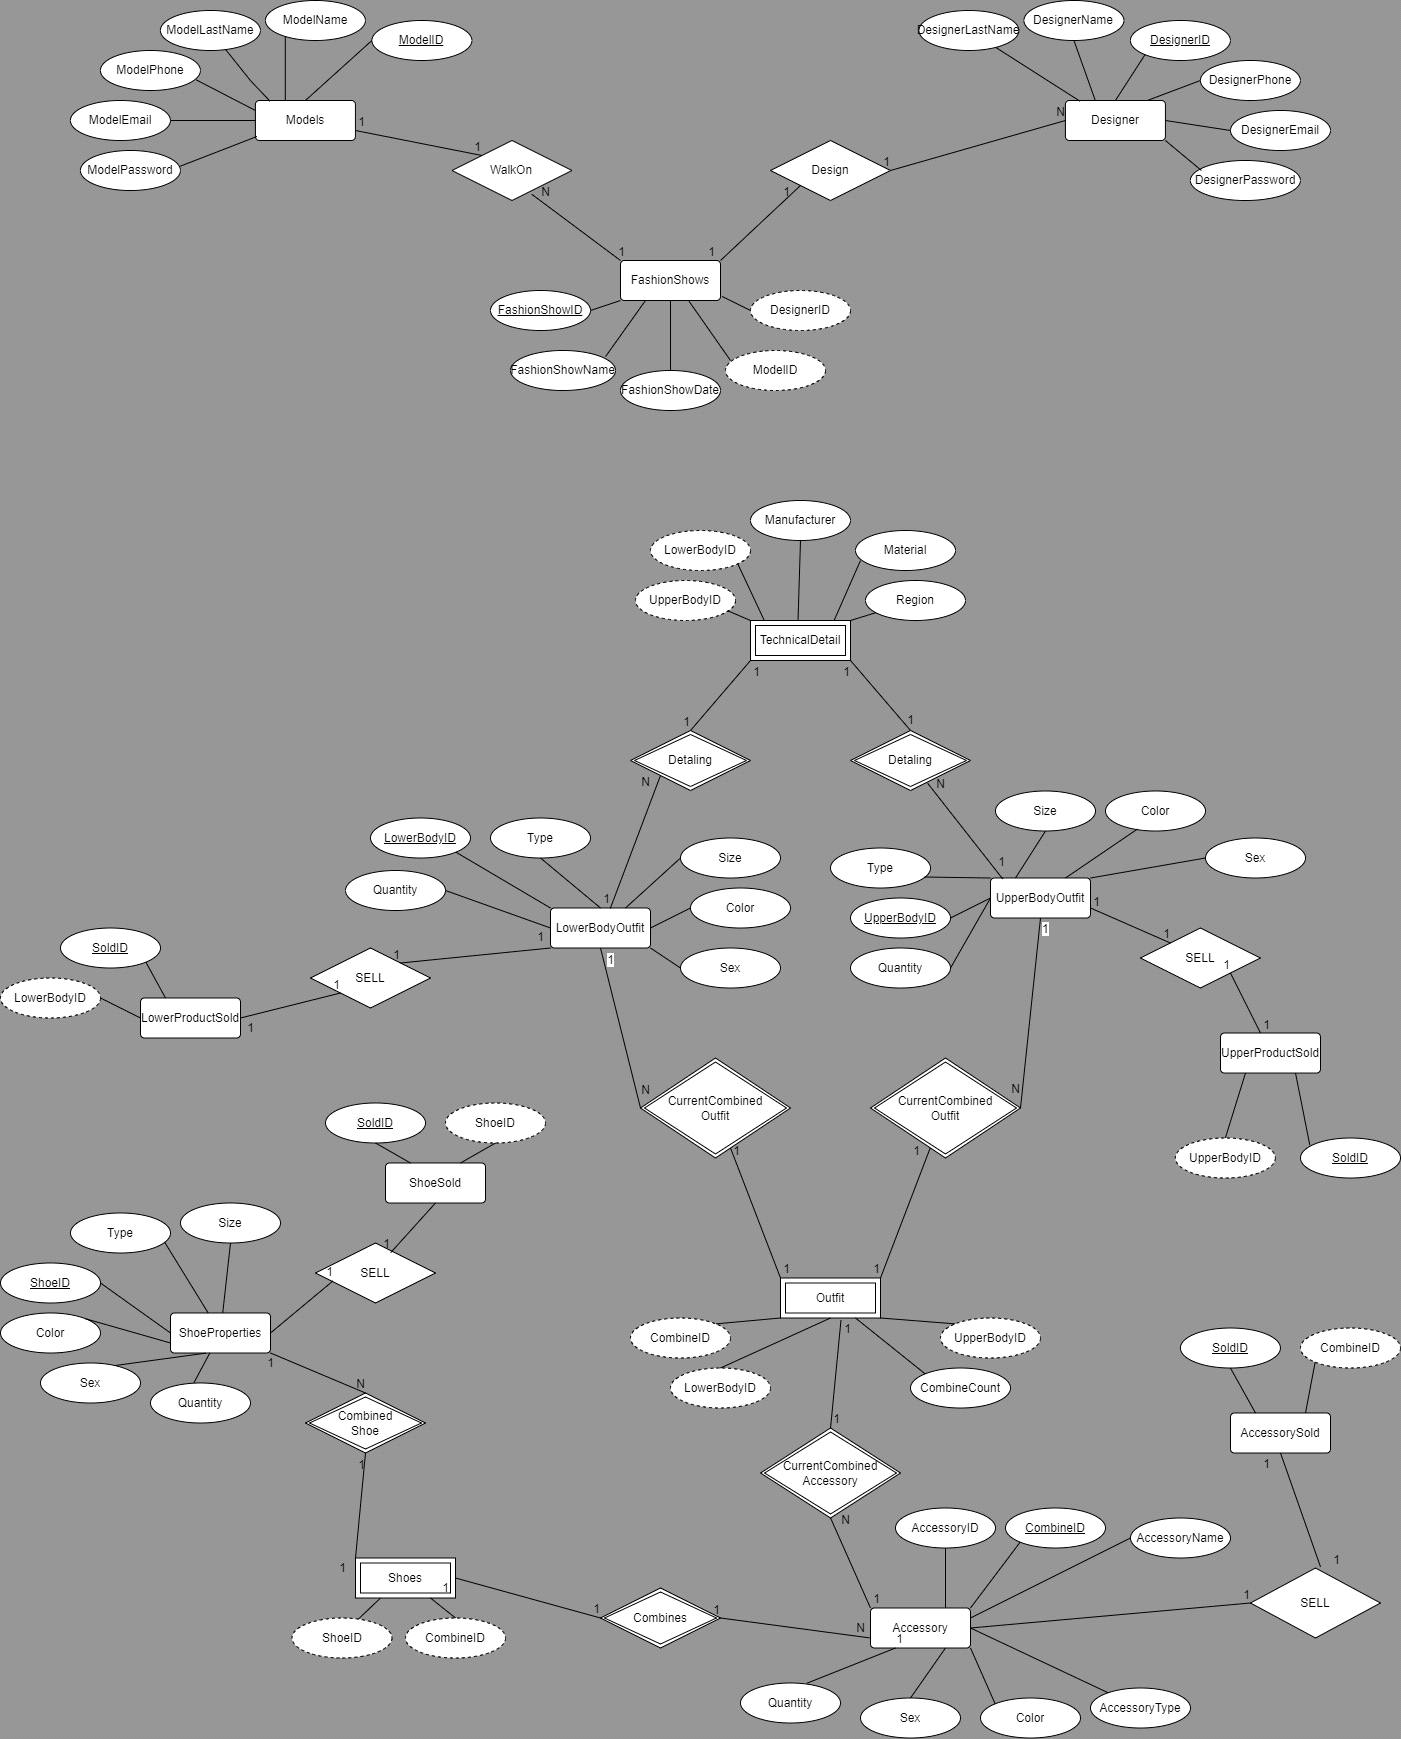 ModelName
ModelLastName
ModelID
ModelPhone
ModelEmail
ModelPassword
Models
1
1
WalkOn
N
DesignerName
DesignerLastName
DesignerID
DesignerPhone
DesignerEmail
DesignerPassword
N
Designer
1
Design
1
1
1
FashionShows
FashionShowID
DesignerID
FashionShowName
ModelID
FashionShowDate
Manufacturer
LowerBodyID
Material
UpperBodyID
Region
TechnicalDetail
1
1
1
1
Detaling
Detaling
N
N
LowerBodyID
Type
Size
Quantity
Color
Sex
1
LowerBodyOutfit
1
1
Size
Color
Type
Sex
1
UpperBodyOutfit
UpperBodyID
Quantity
1
1
1
SELL
1
1
UpperProductSold
UpperBodyID
SoldID
SoldID
LowerBodyID
LowerProductSold
1
1
SELL
1
N
CurrentCombined
Outfit
1
CurrentCombined
Outfit
N
1
SoldID
ShoeID
ShoeSold
1
SELL
1
Type
Size
ShoeID
Color
ShoeProperties
Sex
Quantity
1
N
Combined
Shoe
1
1
1
1
Outfit
1
CombineID
UpperBodyID
LowerBodyID
CombineCount
1
CurrentCombined
Accessory
N
SoldID
CombineID
AccessorySold
1
1
SELL
1
AccessoryID
CombineID
AccessoryName
1
Accessory
1
N
Quantity
Sex
Color
AccessoryType
Shoes
1
ShoeID
CombineID
1
Combines
1